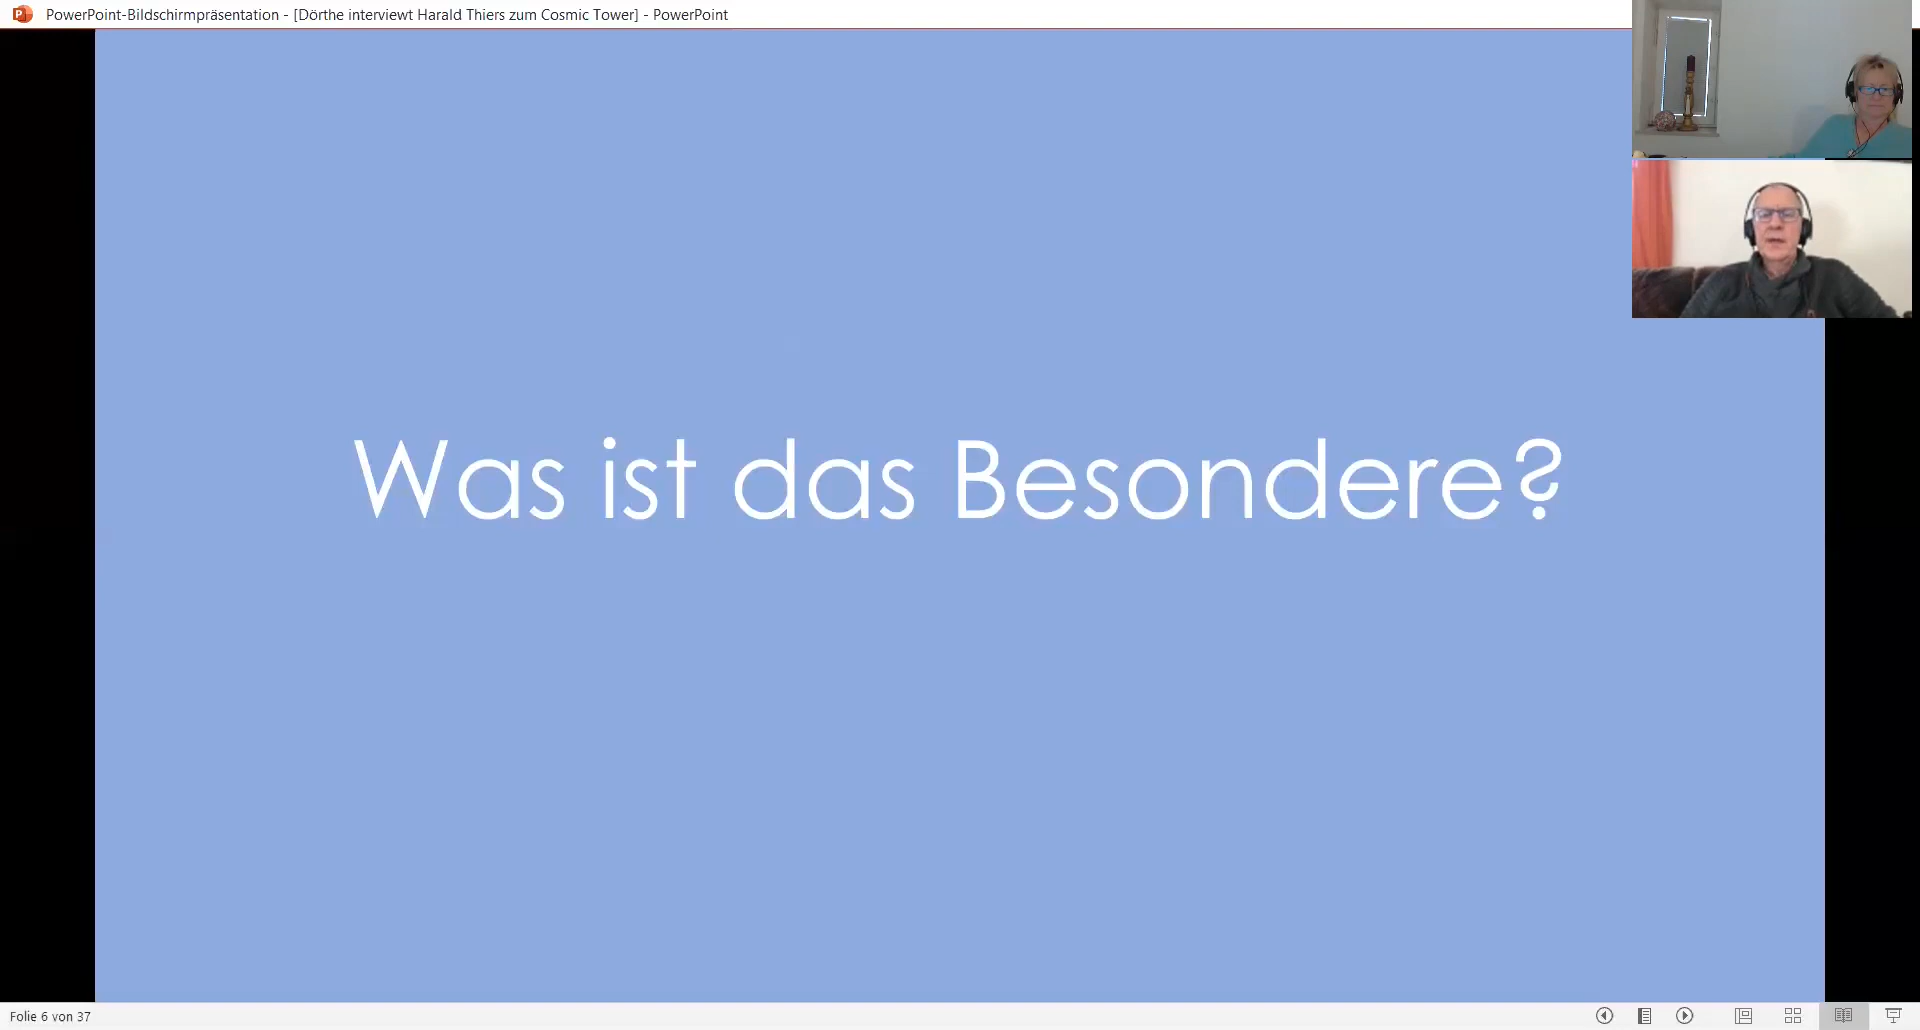 PowerPoint-Bildschirmpräsentation - [Dörthe interviewt Harald Thiers zum Cosmic Tower] - PowerPoint
Was ist das Besondere?
Folie 6 von 37